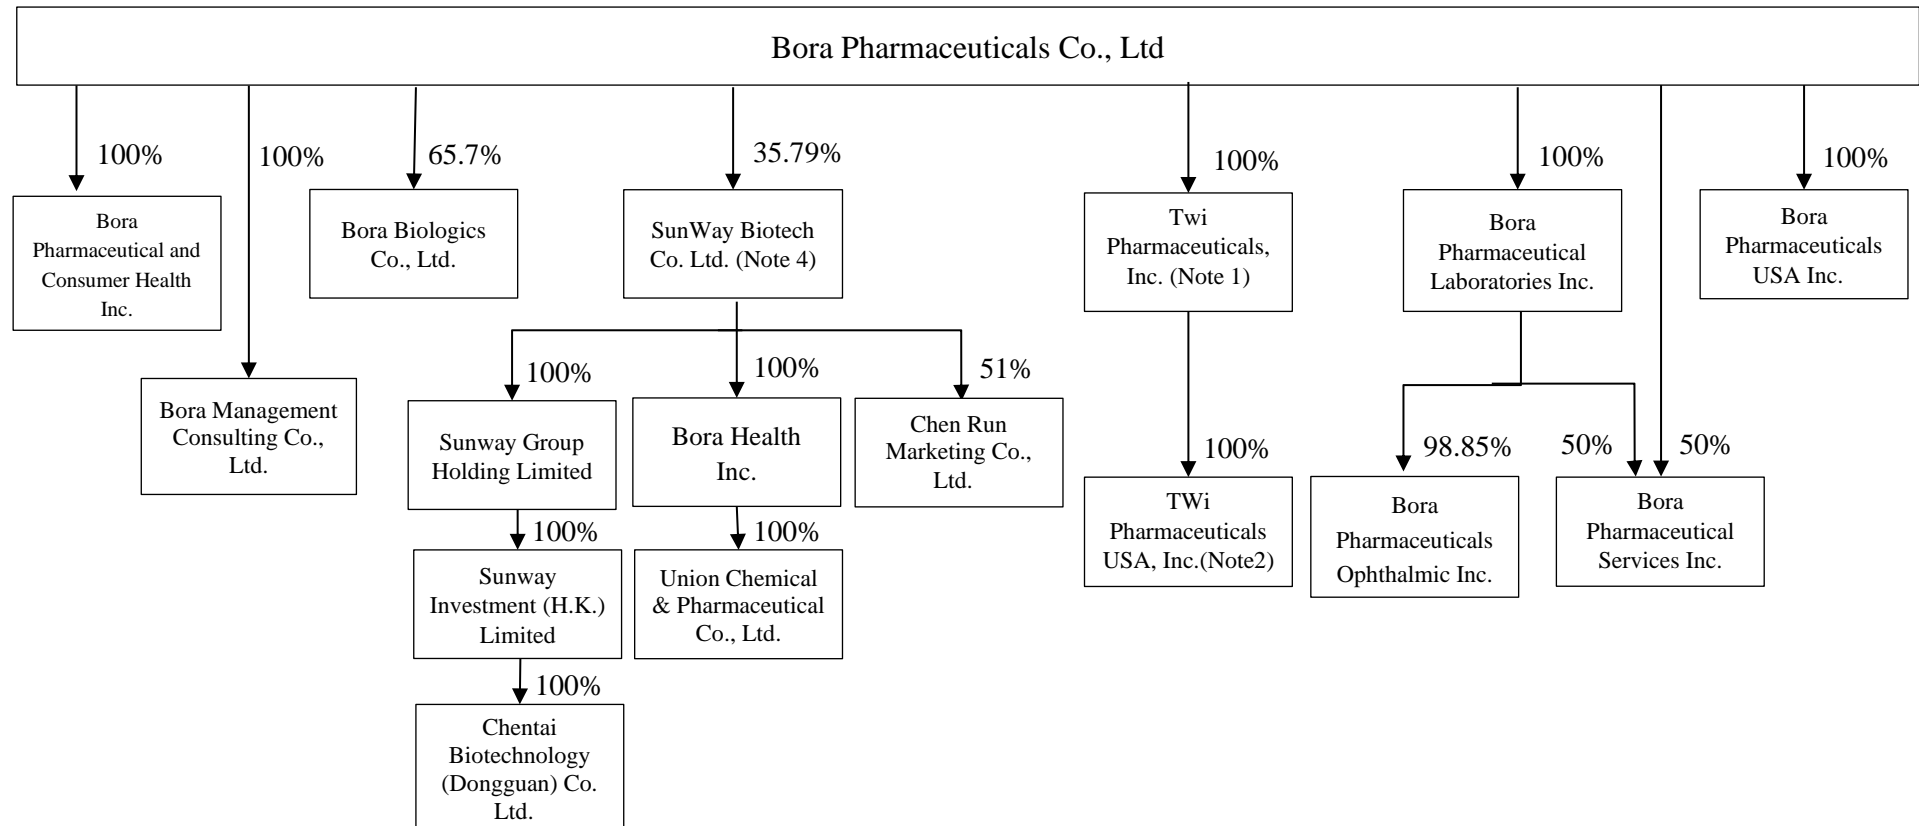 Bora Pharmaceuticals Co., Ltd
100%
100%
65.7%
35.79%
100%
100%
100%
Bora
Pharmaceutical and
Consumer Health
Inc.
Bora Biologics
Co., Ltd.
SunWay Biotech
Co. Ltd. (Note 4)
Twi
Pharmaceuticals,
Inc. (Note 1)
Bora
Pharmaceutical
Laboratories Inc.
Bora
Pharmaceuticals
USA Inc.
100%
100%
51%
Bora Management
Consulting Co.,
Ltd.
Sunway Group
Holding Limited
Bora Health
Inc.
Chen Run
Marketing Co.,
Ltd.
100%
98.85%
50%
50%
100%
100%
Sunway
Investment (H.K.)
Limited
Union Chemical
& Pharmaceutical
Co., Ltd.
TWi
Pharmaceuticals
USA, Inc.(Note2)
Bora
Pharmaceuticals
Ophthalmic Inc.
Bora
Pharmaceutical
Services Inc.
100%
Chentai
Biotechnology
(Dongguan) Co.
Ltd.